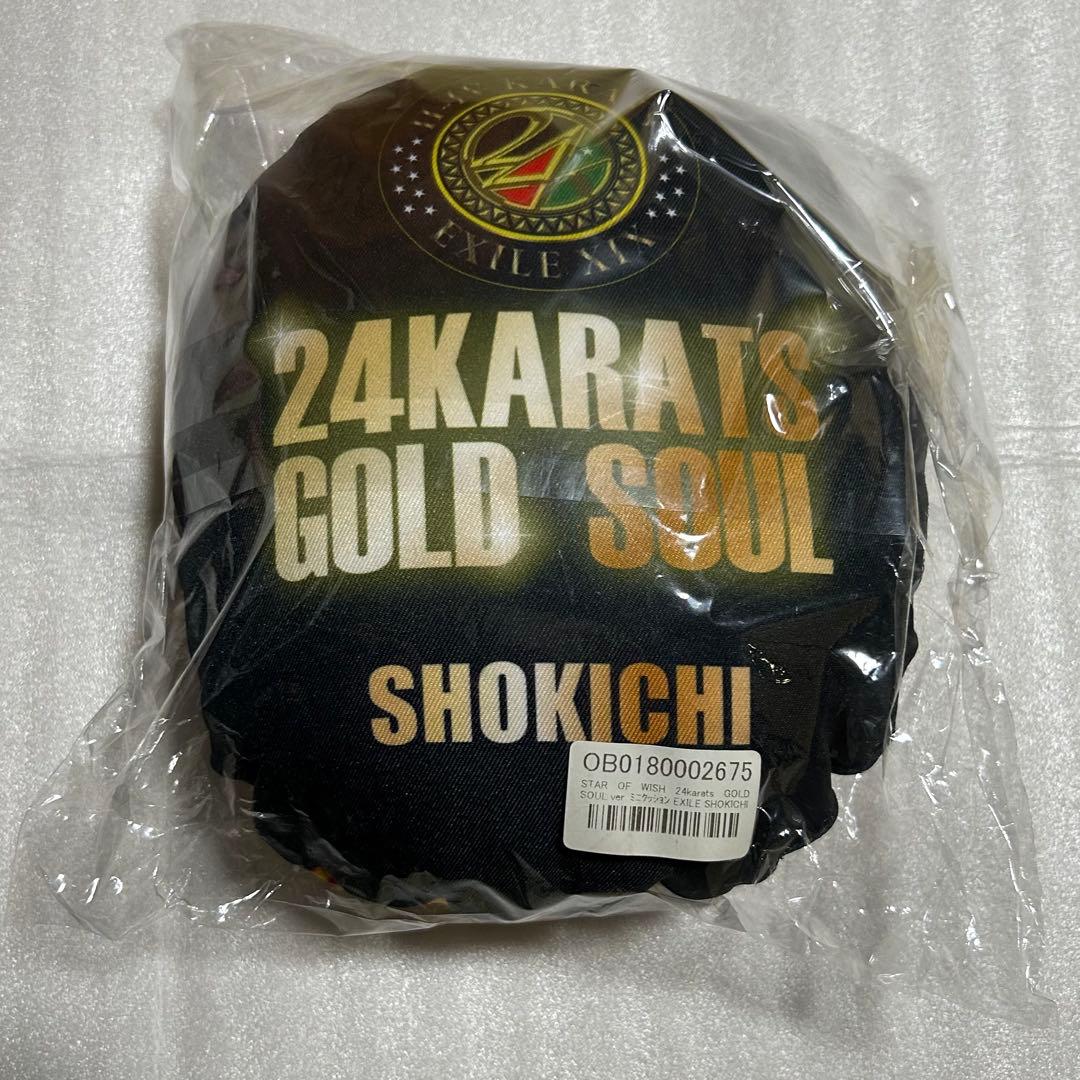 24
EXILE XIX
24KARATS
GOLD SOUL
SHOKICHI
OB0180002675
STAR OF WISH 24karats GOLD
SOUL ver ミニクッション EXILE SHOKICHI